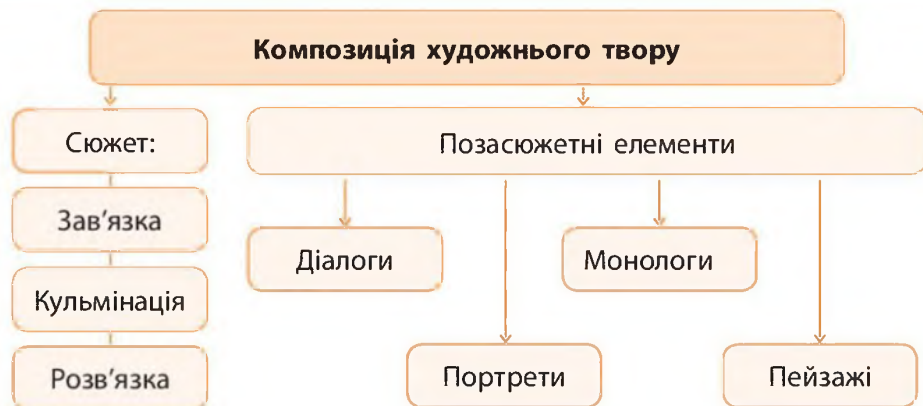 Композиція художнього твору
Сюжет:
Зав’язка
Кульмінація
Розв’язка
Позасюжетні елементи
Діалоги
Монологи
Портрети
Пейзажі